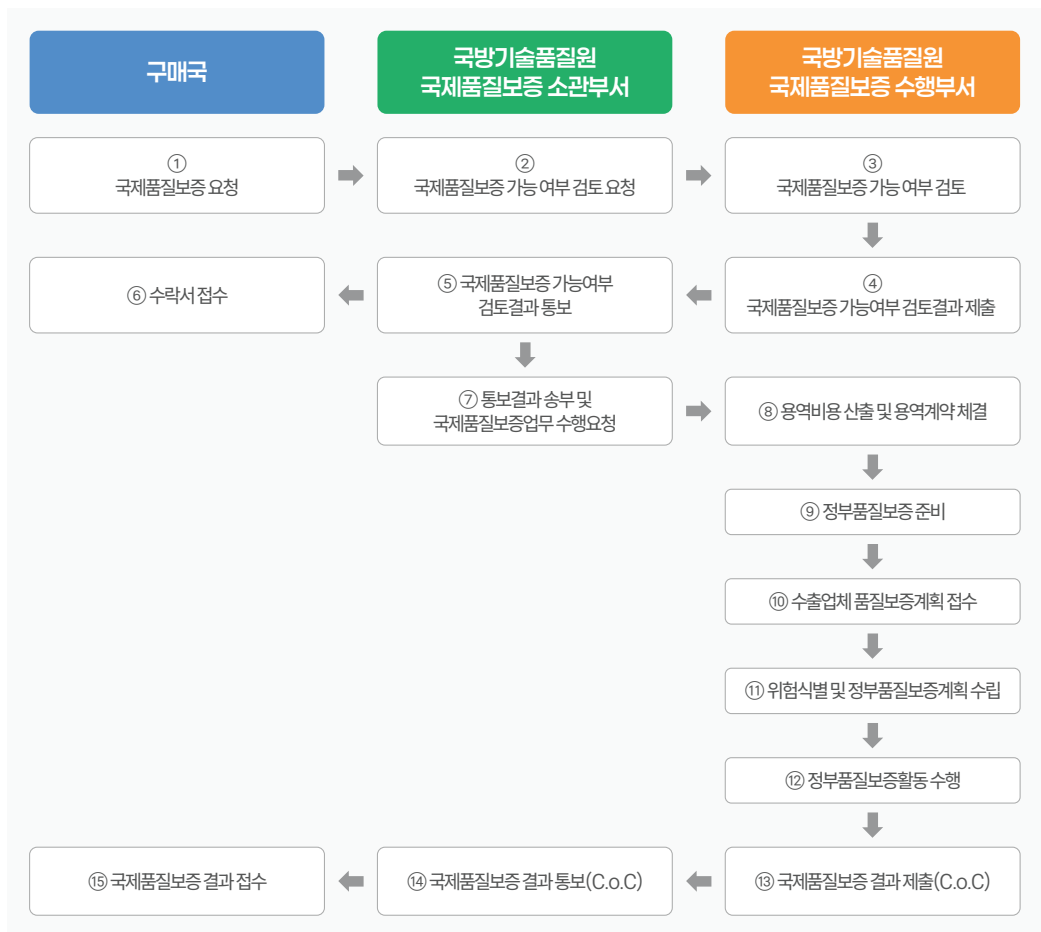 구매국
국방기술품질원
국제품질보증 소관부서
국방기술품질원
국제품질보증 수행부서
①
국제품질보증 요청
②
국제품질보증 가능 여부 검토 요청
③
국제품질보증 가능 여부 검토
⑥ 수락서 접수
⑤ 국제품질보증 가능여부
검토결과 통보
④
국제품질보증 가능여부 검토결과 제출
⑦ 통보결과 송부 및
국제품질보증업무 수행요청
⑧ 용역비용 산출 및 용역계약 체결
⑨ 정부품질보증 준비
⑩ 수출업체 품질보증계획 접수
⑪ 위험식별 및 정부품질보증계획 수립
⑫ 정부품질보증활동 수행
⑮ 국제품질보증 결과 접수
⑭ 국제품질보증 결과 통보(C.o.C)
⑬ 국제품질보증 결과 제출(C.o.C)